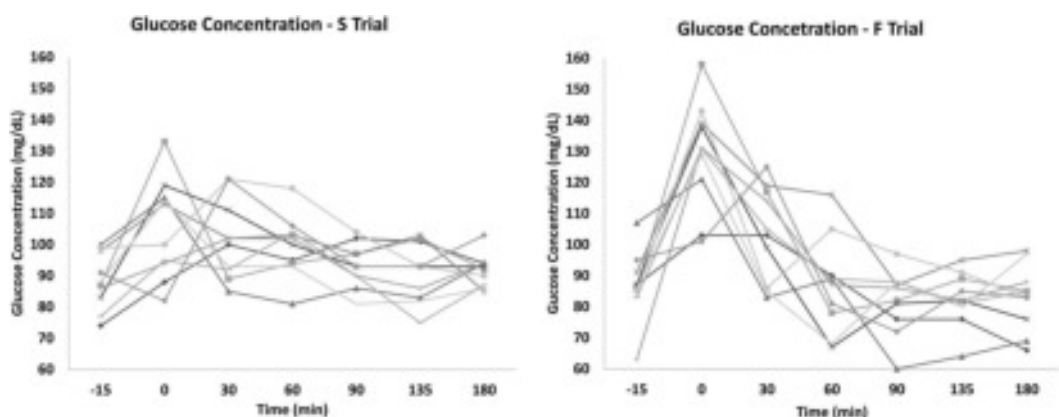 Glucose Concentration - S Trial
Glucose Concentration (mg/dL)
160
150
140
130
120
110
100
90
80
70
60
-15 0 30 60 90 135 180
Time (min)
Glucose Concetration - F Trial
Gucose Concentration (mg/dL)
160
150
140
130
120
110
100
90
80
70
60
-15 0 30 60 90 135 180
Time (min)